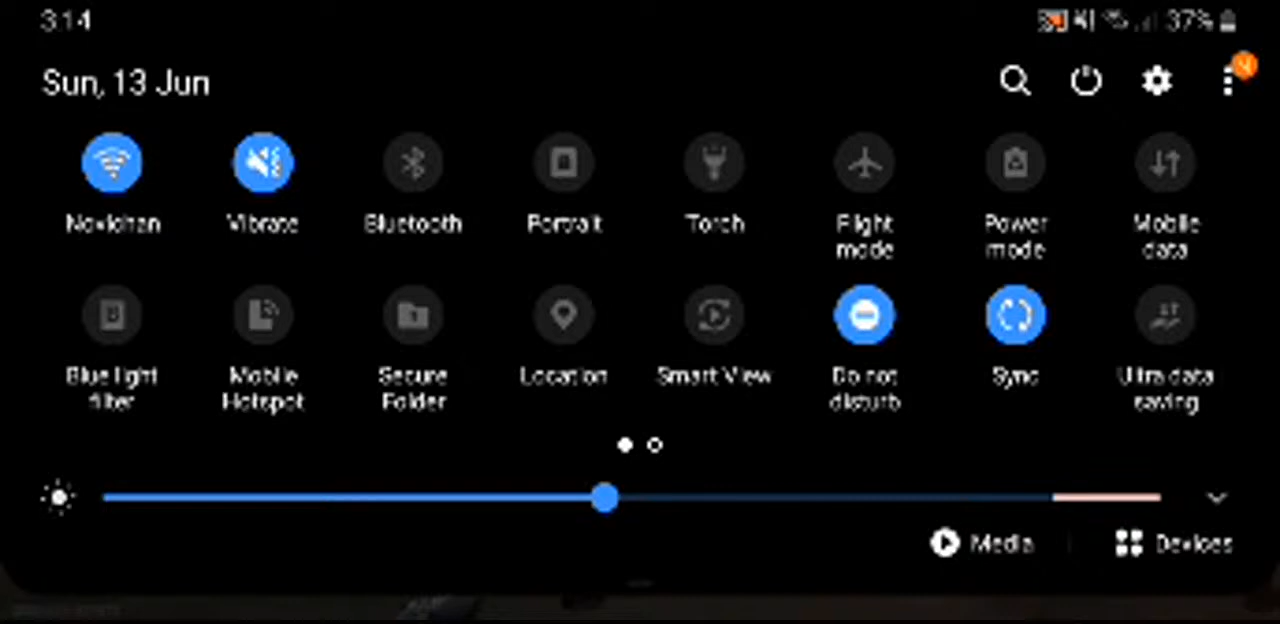 3:14
37%
Sun, 13 Jun
N
Navichan
Vibrate
Bluetooth
Portrait
Torch
Flight
mode
Power
mode
Mobile
data
Blue light
filter
Mobile
Hotspot
Secure
Folder
Location
Smart View
Do not
disturb
Sync
Ultra data
saving
Media
Devices